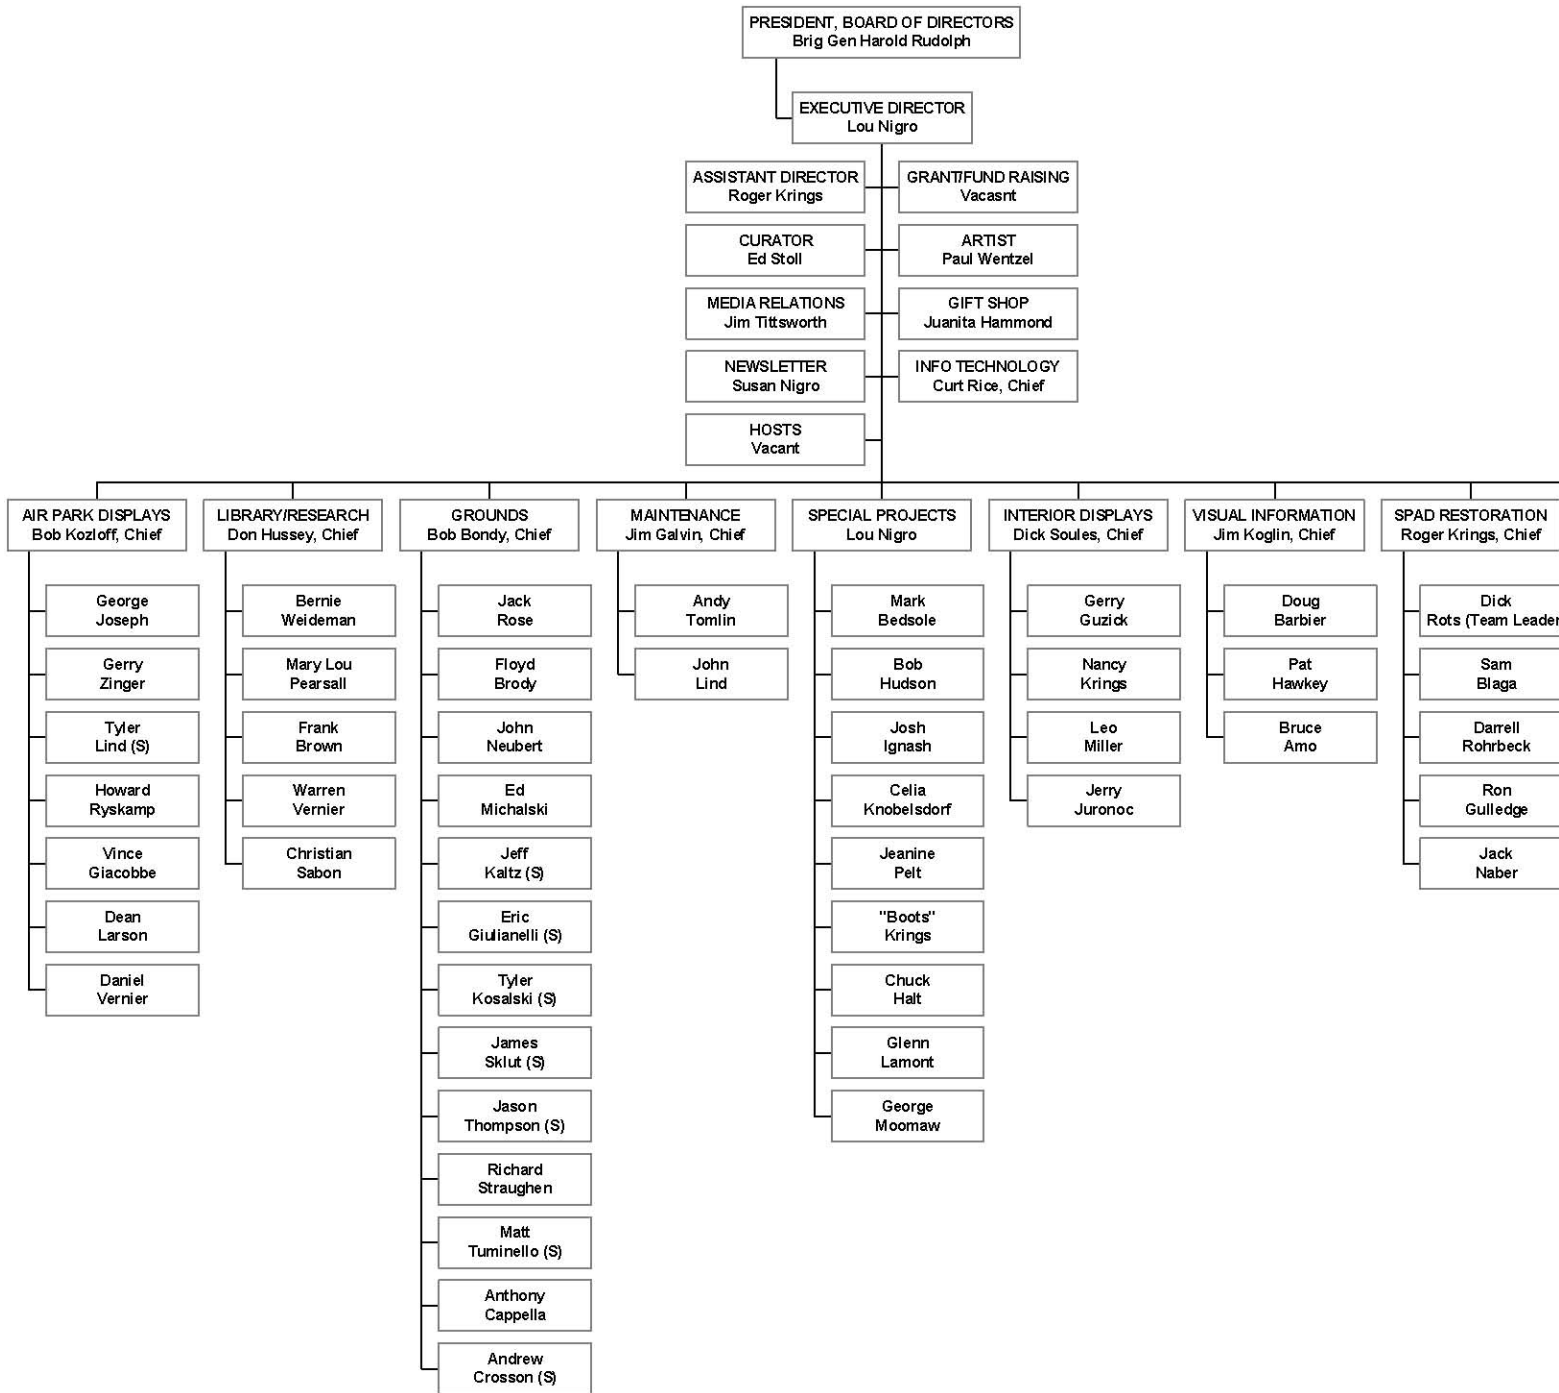 PRESIDENT, BOARD OF DIRECTORS
Brig Gen Harold Rudolph
EXECUTIVE DIRECTOR
Lou Nigro
ASSISTANT DIRECTOR
Roger Krings
GRANT/FUND RAISING
Vacasnt
CURATOR
Ed Stoll
ARTIST
Paul Wentzel
MEDIA RELATIONS
Jim Tittsworth
GIFT SHOP
Juanita Hammond
NEWSLETTER
Susan Nigro
INFO TECHNOLOGY
Curt Rice, Chief
HOSTS
Vacant
AIR PARK DISPLAYS
Bob Kozloff, Chief
George
Joseph
Gerry
Zinger
Tyler
Lind (S)
Howard
Ryskamp
Vince
Giacobbe
Dean
Larson
Daniel
Vernier
LIBRARY/RESEARCH
Don Hussey, Chief
Bernie
Weideman
Mary Lou
Pearsall
Frank
Brown
Warren
Vernier
Christian
Sabon
GROUNDS
Bob Bondy, Chief
Jack
Rose
Floyd
Brody
John
Neubert
Ed
Michalski
Jeff
Kaltz (S)
Eric
Giulianelli (S)
Tyler
Kosalski (S)
James
Sklut (S)
Jason
Thompson (S)
Richard
Straughen
Matt
Tuminello (S)
Anthony
Cappella
Andrew
Crosson (S)
MAINTENANCE
Jim Galvin, Chief
Andy
Tomlin
John
Lind
SPECIAL PROJECTS
Lou Nigro
Mark
Bedsole
Bob
Hudson
Josh
Ignash
Celia
Knobelsdorf
Jeanine
Pelt
"Boots"
Krings
Chuck
Halt
Glenn
Lamont
George
Moomaw
INTERIOR DISPLAYS
Dick Soules, Chief
Gerry
Guzick
Nancy
Krings
Leo
Miller
Jerry
Juronoc
VISUAL INFORMATION
Jim Koglin, Chief
Doug
Barbier
Pat
Hawkey
Bruce
Amo
SPAD RESTORATION
Roger Krings, Chief
Dick
Rots (Team Leader
Sam
Blaga
Darrell
Rohrbeck
Ron
Gulledge
Jack
Naber